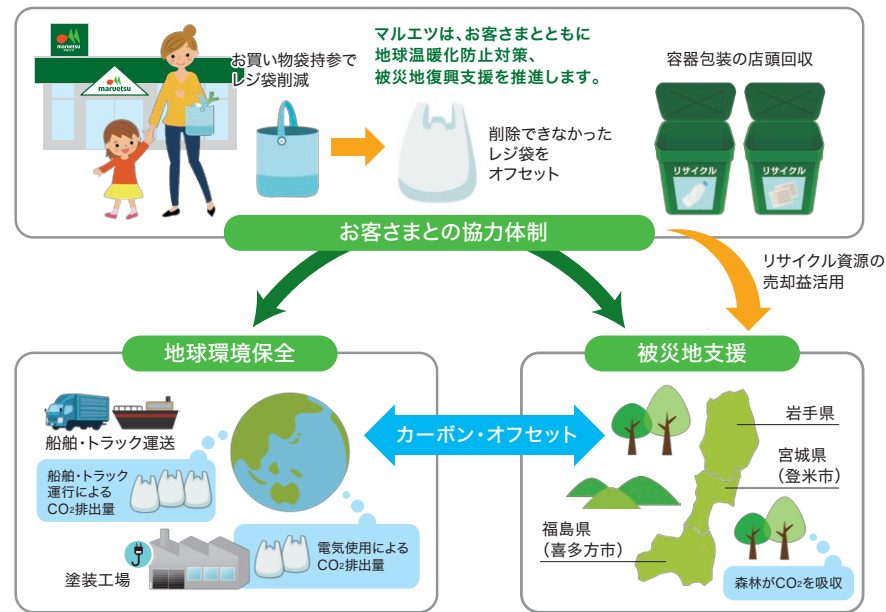 maruetsu
maruetsu
お買い物袋持参で
レジ袋削減
マルエツは、お客さまとともに
地球温暖化防止対策、
被災地復興支援を推進します。
削除できなかった
レジ袋を
オフセット
容器包装の店頭回収
リサイクル
リサイクル
お客さまとの協力体制
リサイクル資源の
売却益活用
地球環境保全
船舶・トラック運送
船舶・トラック
運行による
CO2排出量
塗装工場
電気使用による
CO2排出量
カーボン・オフセット
被災地支援
岩手県
宮城県
（登米市）
福島県
（喜多方市）
森林がCO2を吸収